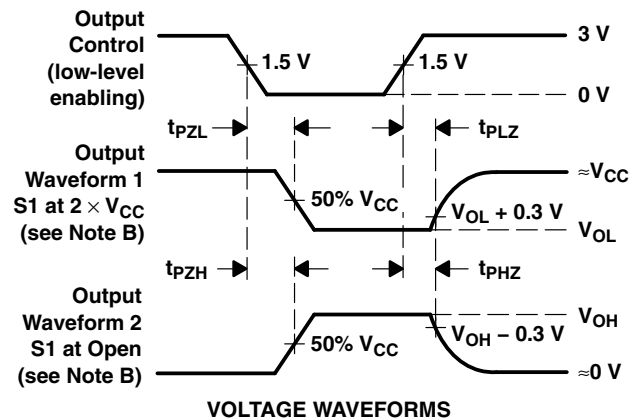 Output
Control
(low-level
enabling)
1.5 V
1.5 V
3 V
0 V
tPZL
tPLZ
Output
Waveform 1
S1 at 2 × VCC
(see Note B)
50% VCC
≈VCC
VOL + 0.3 V
VOL
tPZH
tPHZ
Output
Waveform 2
S1 at Open
(see Note B)
50% VCC
VOH
VOH − 0.3 V
≈0 V
VOLTAGE WAVEFORMS